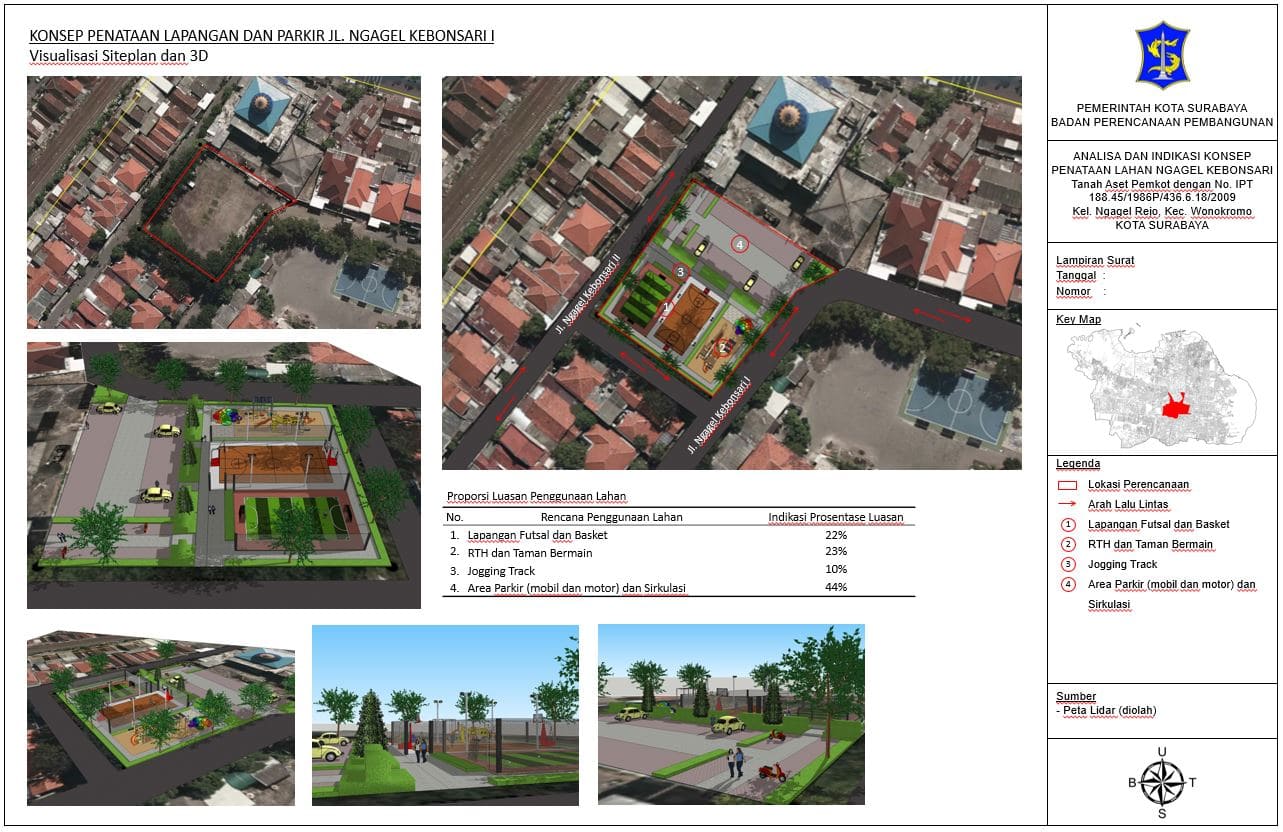 KONSEP PENATAAN LAPANGAN DAN PARKIR JL. NGAGEL KEBONSARI I
Visualisasi Siteplan dan 3D
4
3
1
2
Jl. Ngagel Kebonsari II
Jl. Ngagel Kebonsari I
Proporsi Luasan Penggunaan Lahan
No. Rencana Penggunaan Lahan Indikasi Prosentase Luasan
1. Lapangan Futsal dan Basket 22%
2. RTH dan Taman Bermain 23%
3. Jogging Track 10%
4. Area Parkir (mobil dan motor) dan Sirkulasi 44%
PEMERINTAH KOTA SURABAYA
BADAN PERENCANAAN PEMBANGUNAN
ANALISA DAN INDIKASI KONSEP
PENATAAN LAHAN NGAGEL KEBONSARI
Tanah Aset Pemkot dengan No. IPT
188.45/1986P/436.6.18/2009
Kel. Ngagel Rejo, Kec. Wonokromo
KOTA SURABAYA
Lampiran Surat
Tanggal :
Nomor :
Key Map
Legenda
Lokasi Perencanaan
Arah Lalu Lintas
1 Lapangan Futsal dan Basket
2 RTH dan Taman Bermain
3 Jogging Track
4 Area Parkir (mobil dan motor) dan
Sirkulasi
Sumber
- Peta Lidar (diolah)
U
B T
S